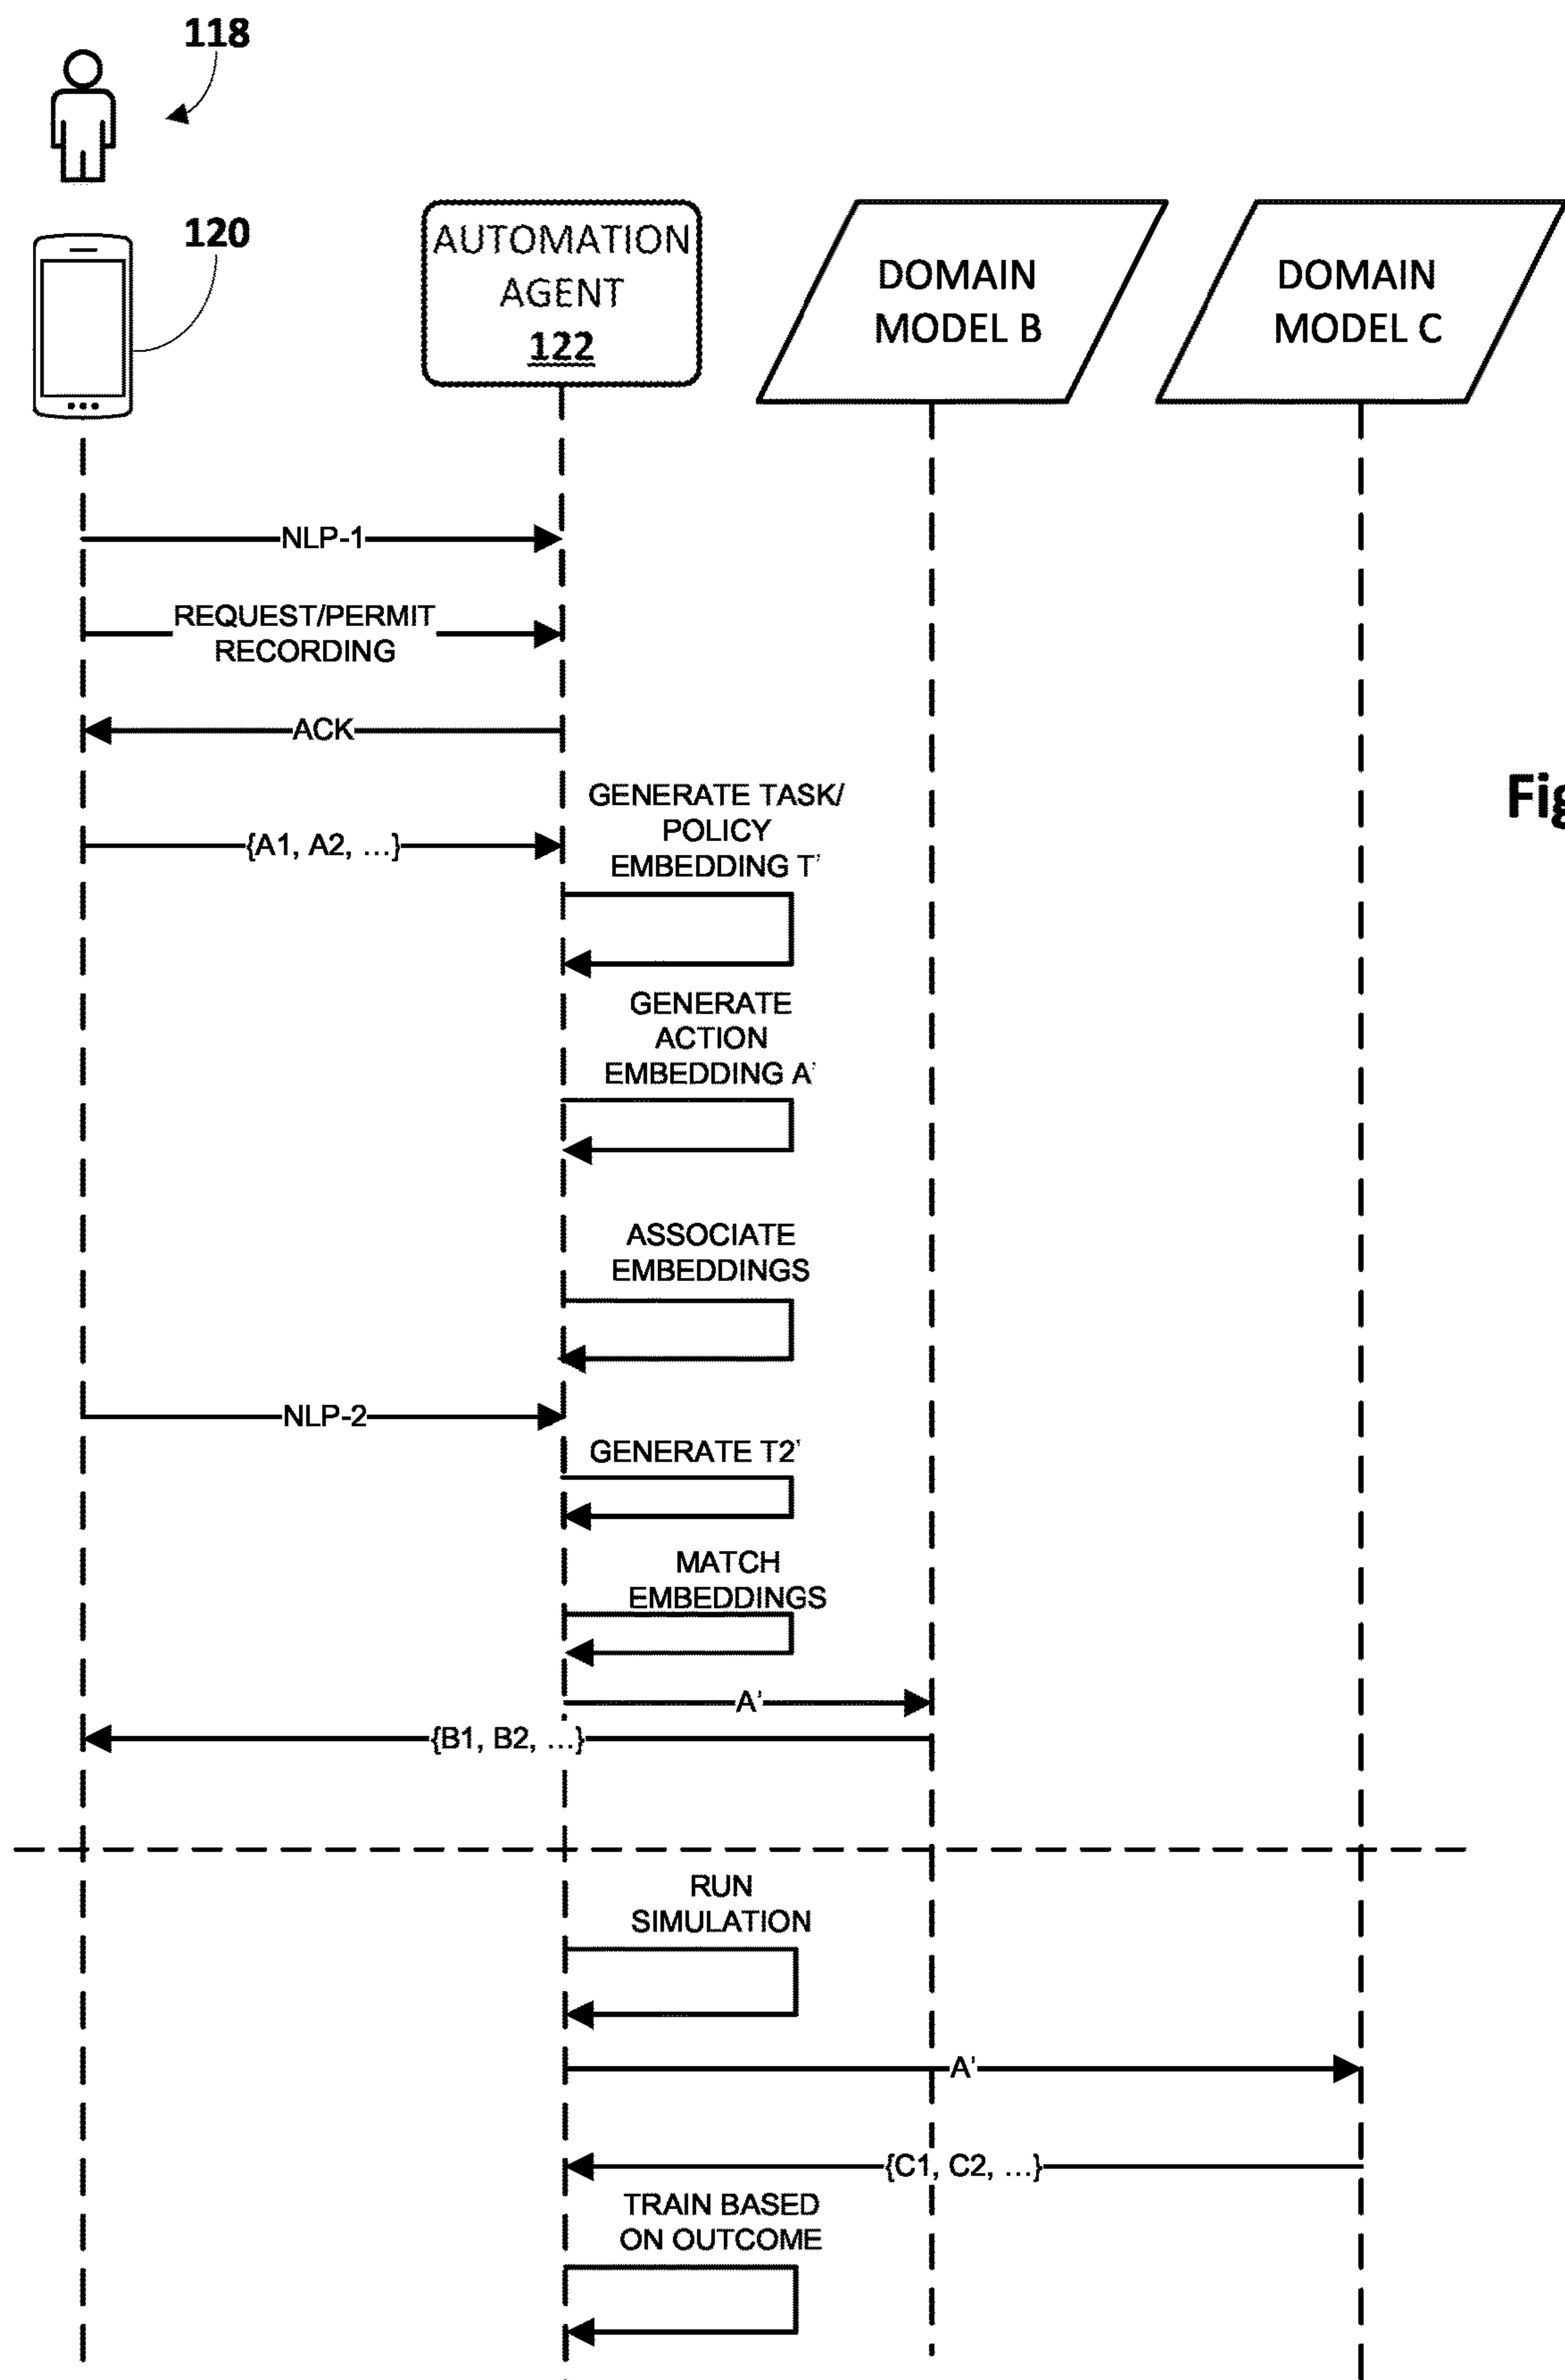 118
120
AUTOMATION
AGENT
122
DOMAIN
MODEL B
DOMAIN
MODEL C
NLP-1
REQUEST/PERMIT
RECORDING
ACK
Fig
GENERATE TASK/
POLICY
EMBEDDING T'
{A1, A2, ...}
GENERATE
ACTION
EMBEDDING A'
ASSOCIATE
EMBEDDINGS
NLP-2
GENERATE T2'
MATCH
EMBEDDINGS
A'
{B1, B2, ...}
RUN
SIMULATION
A'
{C1, C2, ...}
TRAIN BASED
ON OUTCOME